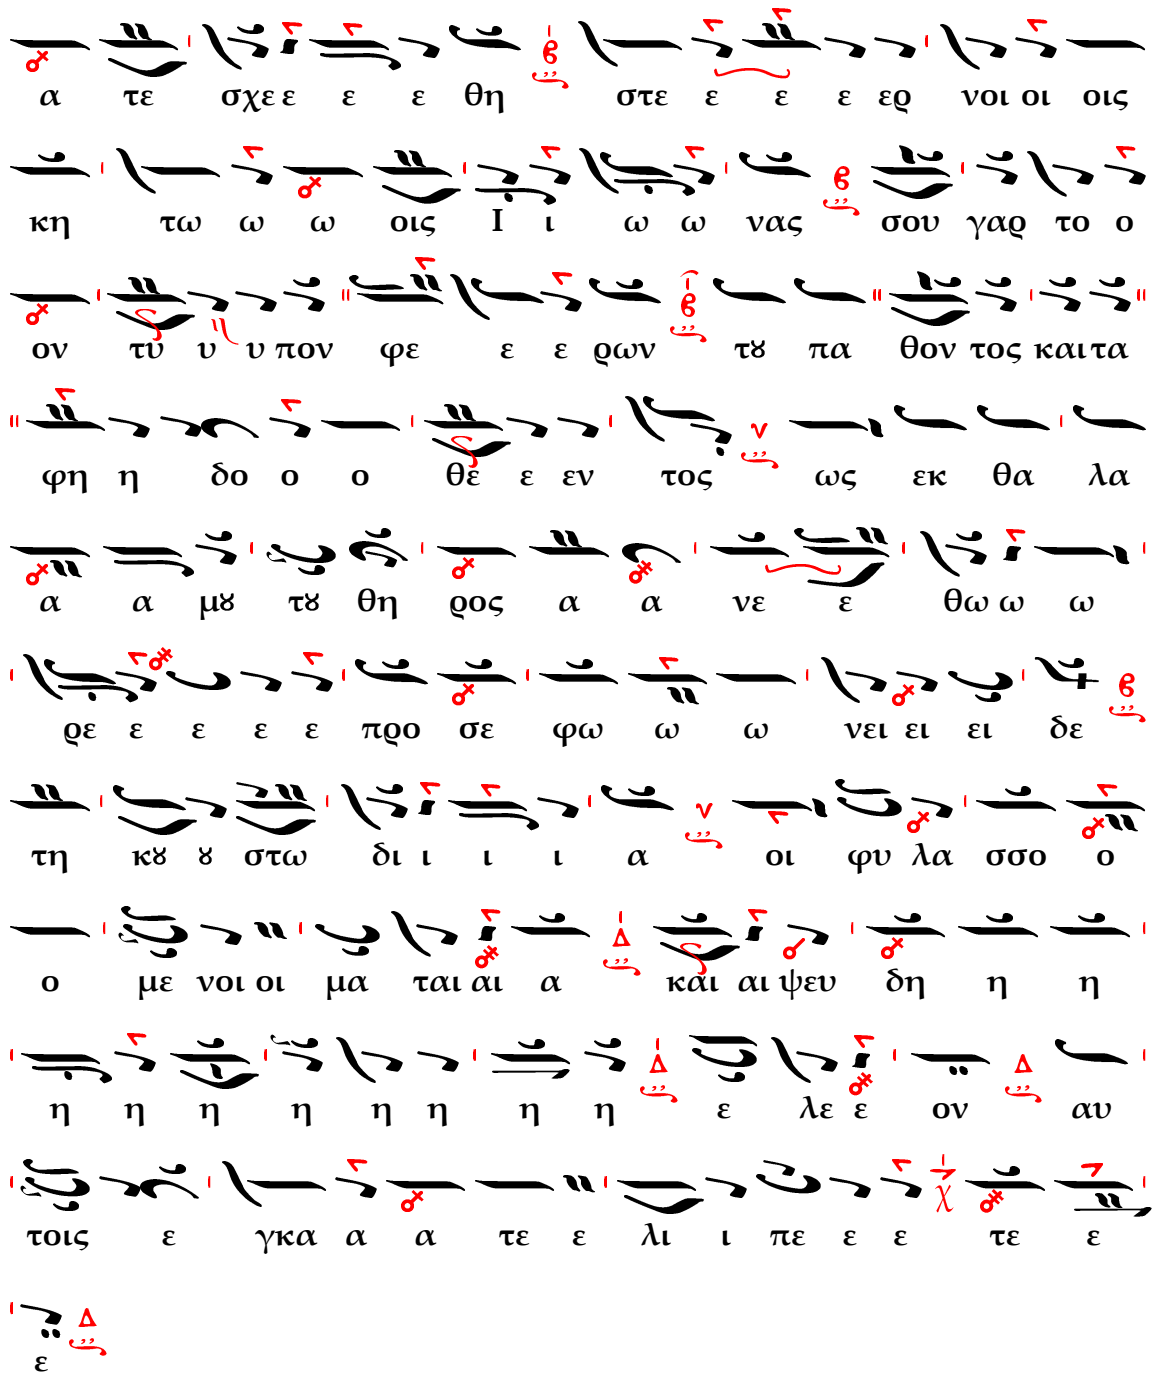 α τε σχε ε ε ε θη στε ε ε ε ερ νοι οι οις
κη τω ω ω οις Ι ι ω ω νας σου γαρ το ο
ον τυ υ υ πον φε ε ε ρων τȣ πα θον τος και τα
φη η δο ο ο θε ε εν τος ως εκ θα λα
α α μȣ τȣ θη ρος α α νε ε θω ω ω
ρε ε ε ε ε προ σε φω ω ω νει ει ει δε
τη κȣ ȣ στω δι ι ι ι α οι φυ λα σσο ο
ο με νοι οι μα ται αι α και αι ψευ δη η η
η η η η η η η η ε λε ε ον αυ
τοις ε γκα α α τε ε λι ι πε ε ε τε ε
ε